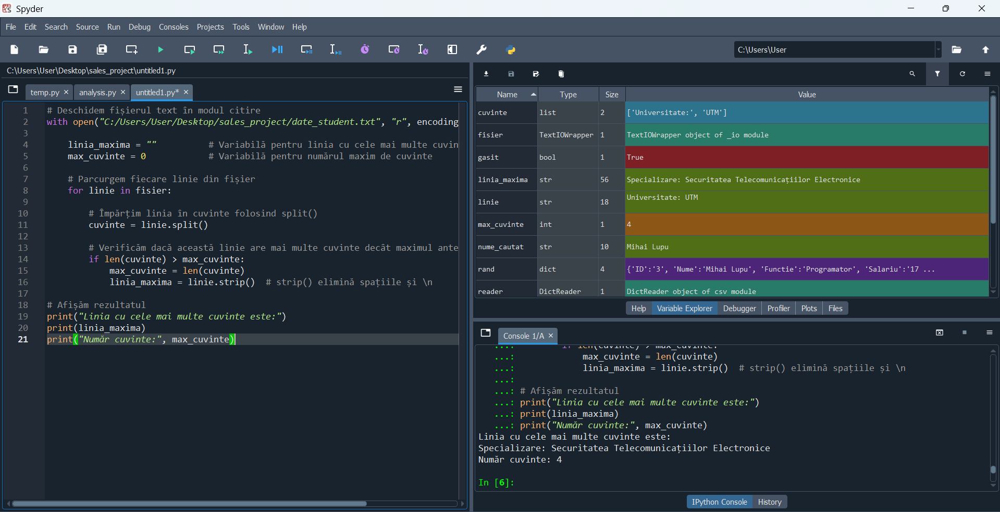 Spyder
File Edit Search Source Run Debug Consoles Projects Tools Window Help
C:\Users\User
C:\Users\User\Desktop\sales_project\untitled1.py
temp.py analysis.py untitled1.py*
1 # Deschidem fișierul text în modul citire
2 with open("C:/Users/User/Desktop/sales_project/date_student.txt", "r", encoding
3
4 linia_maxima = "" # Variabilă pentru linia cu cele mai multe cuvin
5 max_cuvinte = 0 # Variabilă pentru numărul maxim de cuvinte
6
7 # Parcurgem fiecare linie din fișier
8 for linie in fisier:
9
10 # Împărțim linia în cuvinte folosind split()
11 cuvinte = linie.split()
12
13 # Verificăm dacă această linie are mai multe cuvinte decât maximul ante
14 if len(cuvinte) > max_cuvinte:
15 max_cuvinte = len(cuvinte)
16 linia_maxima = linie.strip() # strip() elimină spațiile și \n
17
18 # Afișăm rezultatul
19 print("Linia cu cele mai multe cuvinte este:")
20 print(linia_maxima)
21 print("Număr cuvinte:", max_cuvinte)
Name Type Size Value
cuvinte list 2 ['Universitate:', 'UTM']
fisier TextIOWrapper 1 TextIOWrapper object of _io module
gasit bool 1 True
linia_maxima str 56 Specializare: Securitatea Telecomunicațiilor Electronice
linie str 18 Universitate: UTM
max_cuvinte int 1 4
nume_cautat str 10 Mihai Lupu
rand dict 4 {'ID':'3', 'Nume':'Mihai Lupu', 'Functie':'Programator', 'Salariu':'17 ...
reader DictReader 1 DictReader object of csv module
Help Variable Explorer Debugger Profiler Plots Files
Console 1/A
...: if len(cuvinte) > max_cuvinte:
...: max_cuvinte = len(cuvinte)
...: linia_maxima = linie.strip() # strip() elimină spațiile și \n
...:
...: # Afișăm rezultatul
...: print("Linia cu cele mai multe cuvinte este:")
...: print(linia_maxima)
...: print("Număr cuvinte:", max_cuvinte)
Linia cu cele mai multe cuvinte este:
Specializare: Securitatea Telecomunicațiilor Electronice
Număr cuvinte: 4
In [6]:
IPython Console History